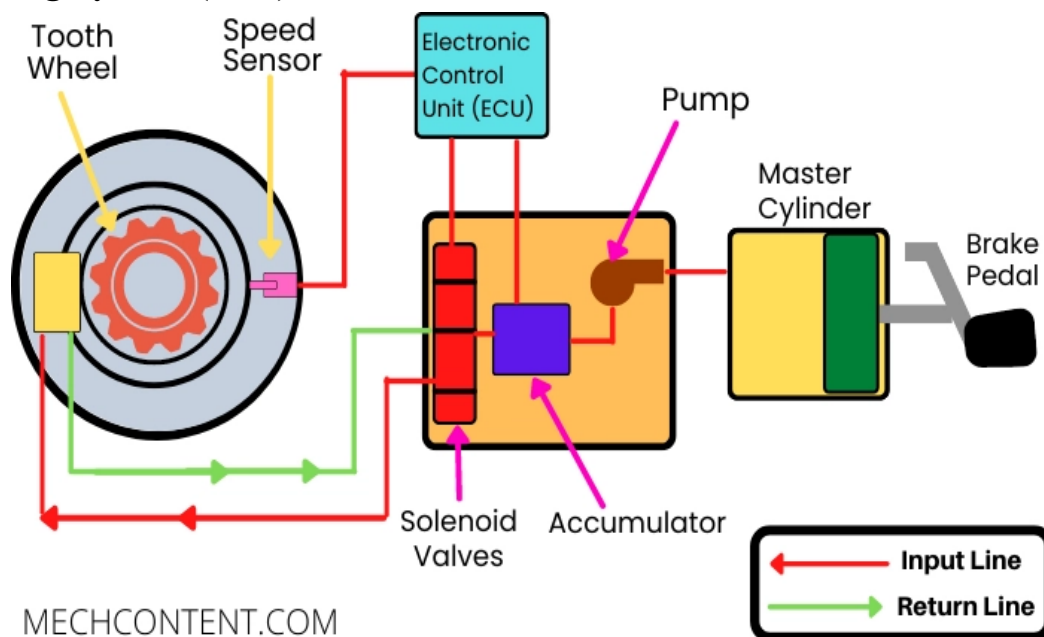 Tooth
Wheel
Speed
Sensor
Electronic
Control
Unit (ECU)
Pump
Master
Cylinder
Brake
Pedal
Solenoid
Valves
Accumulator
Input Line
Return Line
MECHCONTENT.COM